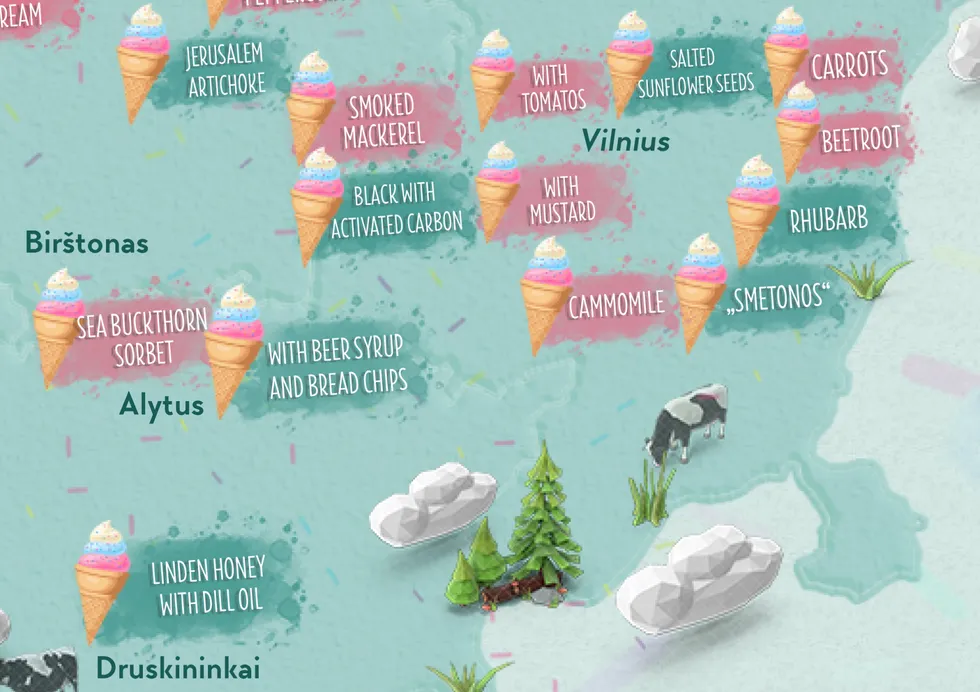 REAM
JERUSALEM
ARTICHOKE
SMOKED
MACKEREL
WITH
TOMATOS
SALTED
SUNFLOWER SEEDS
CARROTS
BEETROOT
Vilnius
BLACK WITH
ACTIVATED CARBON
WITH
MUSTARD
RHUBARB
Birštonas
CAMMOMILE
„SMETONOS“
SEA BUCKTHORN
SORBET
WITH BEER SYRUP
AND BREAD CHIPS
Alytus
LINDEN HONEY
WITH DILL OIL
Druskininkai